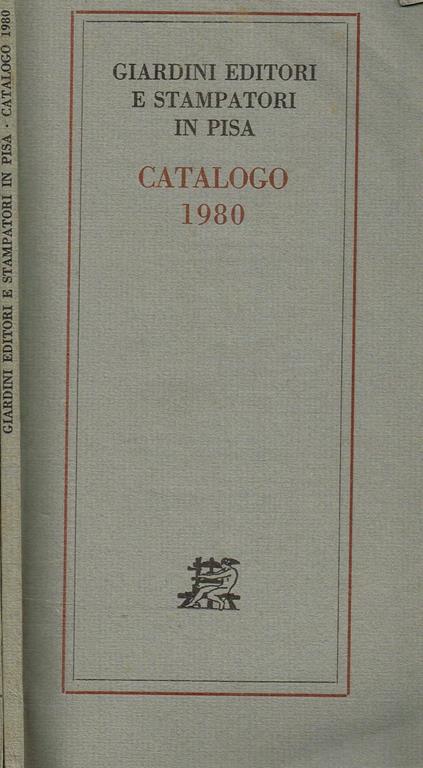 GIARDINI EDITORI E STAMPATORI IN PISA · CATALOGO 1980
GIARDINI EDITORI
E STAMPATORI
IN PISA
CATALOGO
1980